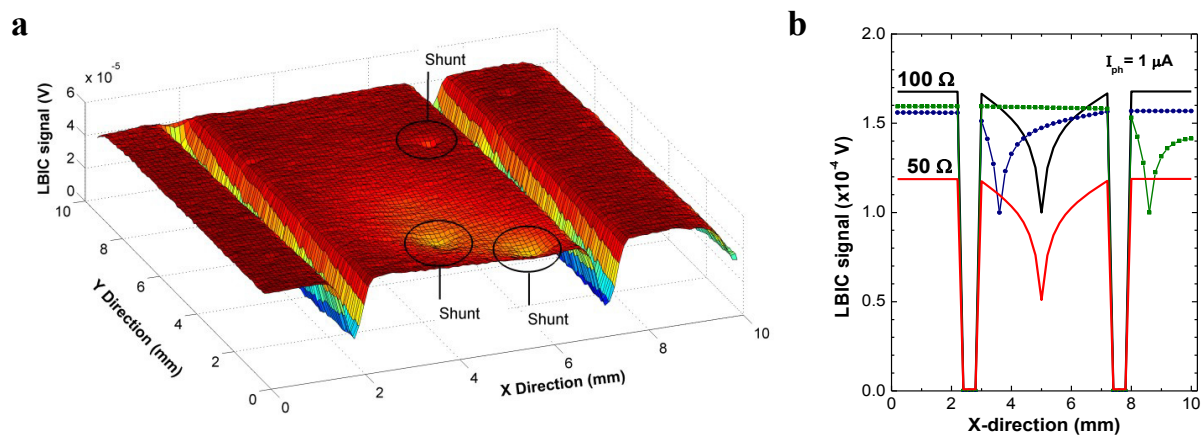 a
Shunt
x 10⁻⁵
6
4
2
0
LBIC signal (V)
10
8
6
4
2
0
Y Direction (mm)
0
2
4
6
8
10
X Direction (mm)
Shunt
Shunt
b
2.0
1.5
1.0
0.5
0.0
LBIC signal (x10⁻⁴ V)
I_ph = 1 µA
100 Ω
50 Ω
0 2 4 6 8 10
X-direction (mm)